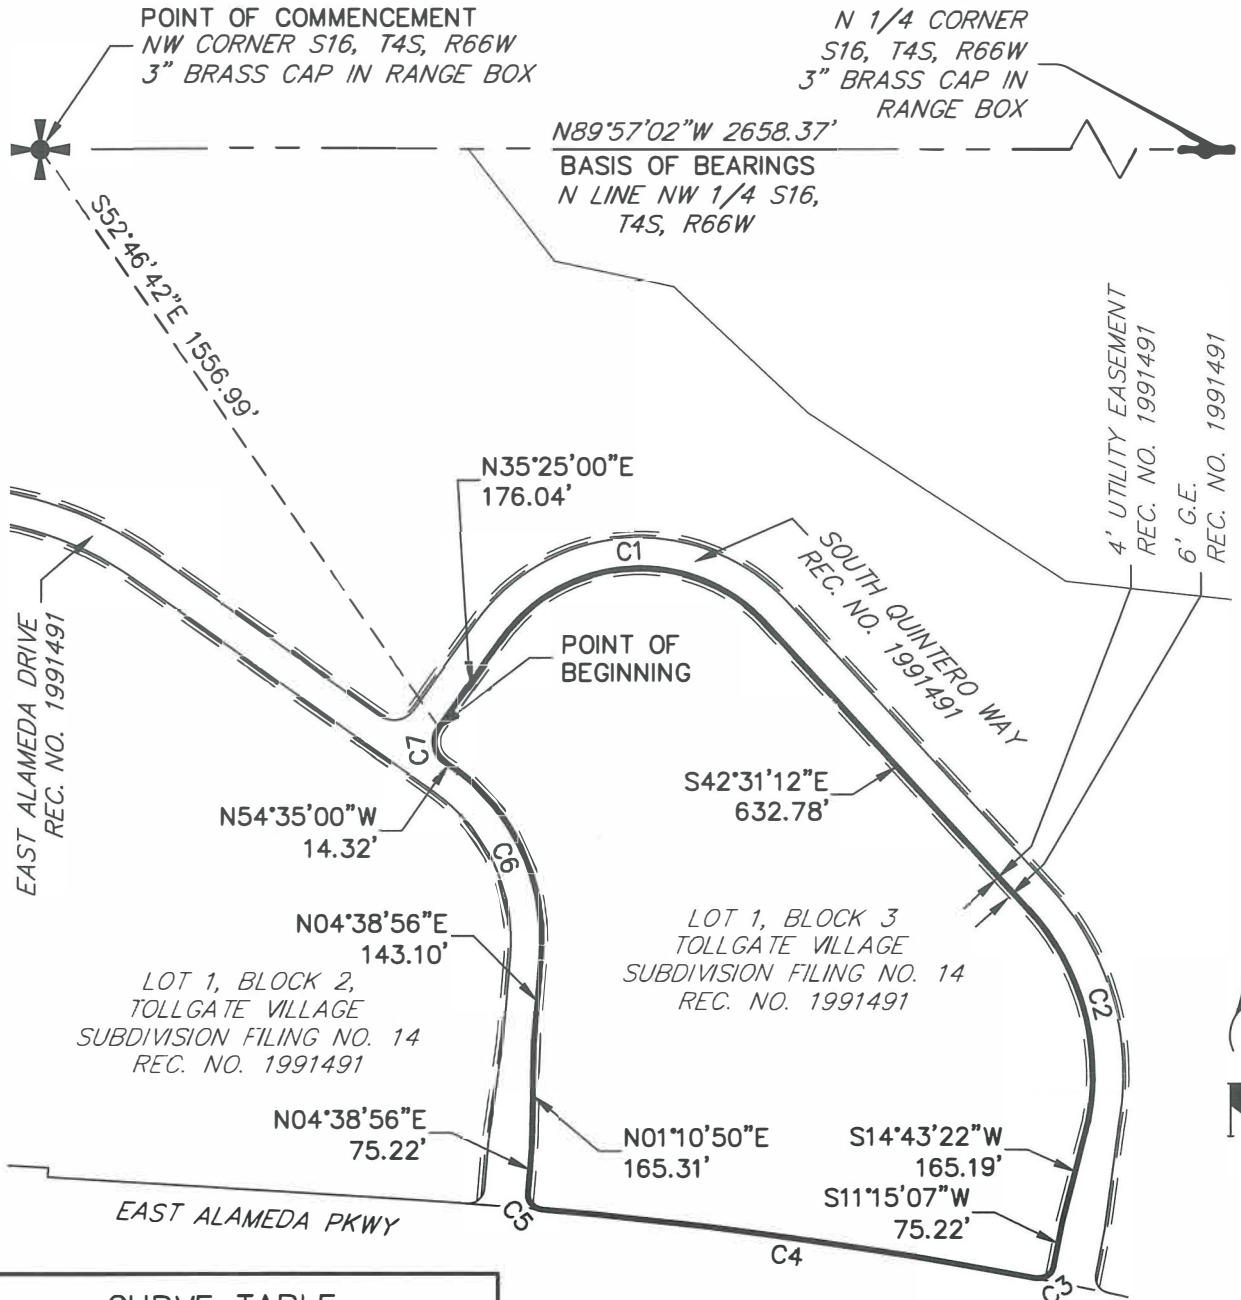 POINT OF COMMENCEMENT
NW CORNER S16, T4S, R66W
3" BRASS CAP IN RANGE BOX
N 1/4 CORNER
S16, T4S, R66W
3" BRASS CAP IN
RANGE BOX
N89°57'02"W 2658.37'
BASIS OF BEARINGS
N LINE NW 1/4 S16,
T4S, R66W
S52°46'42"E 1556.99'
4' UTILITY EASEMENT
REC. NO. 1991491
6' G.E.
REC. NO. 1991491
N35°25'00"E
176.04'
C1
SOUTH QUINTERO WAY
REC. NO. 1991491
EAST ALAMEDA DRIVE
REC. NO. 1991491
POINT OF
BEGINNING
C7
S42°31'12"E
632.78'
N54°35'00"W
14.32'
C6
N04°38'56"E
143.10'
LOT 1, BLOCK 3
TOLLGATE VILLAGE
SUBDIVISION FILING NO. 14
REC. NO. 1991491
LOT 1, BLOCK 2,
TOLLGATE VILLAGE
SUBDIVISION FILING NO. 14
REC. NO. 1991491
C2
N04°38'56"E
75.22'
N01°10'50"E
165.31'
S14°43'22"W
165.19'
S11°15'07"W
75.22'
EAST ALAMEDA PKWY
C5
C4
C3
CURVE TABLE